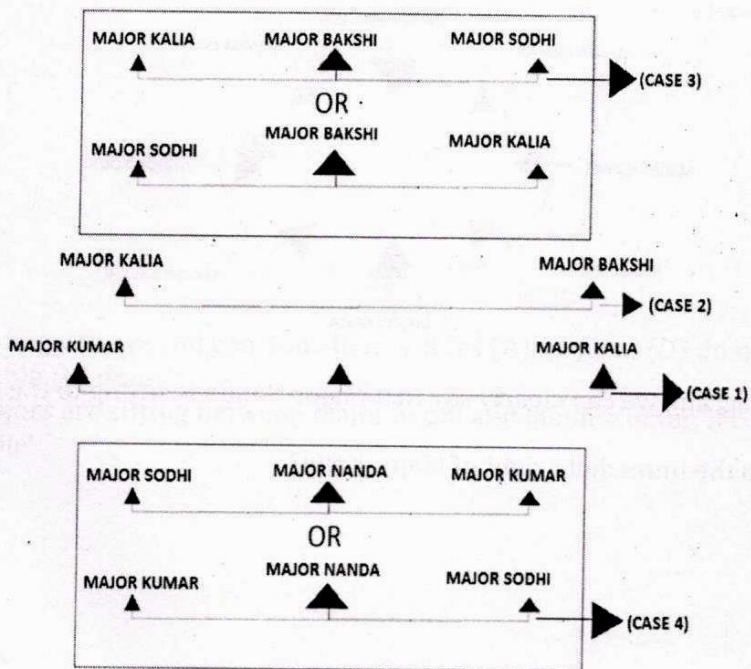 MAJOR KALIA MAJOR BAKSHI MAJOR SODHI
(CASE 3)
OR
MAJOR BAKSHI
MAJOR SODHI MAJOR KALIA
MAJOR KALIA MAJOR BAKSHI
(CASE 2)
MAJOR KUMAR MAJOR KALIA
(CASE 1)
MAJOR SODHI MAJOR NANDA MAJOR KUMAR
OR
MAJOR KUMAR MAJOR NANDA MAJOR SODHI
(CASE 4)